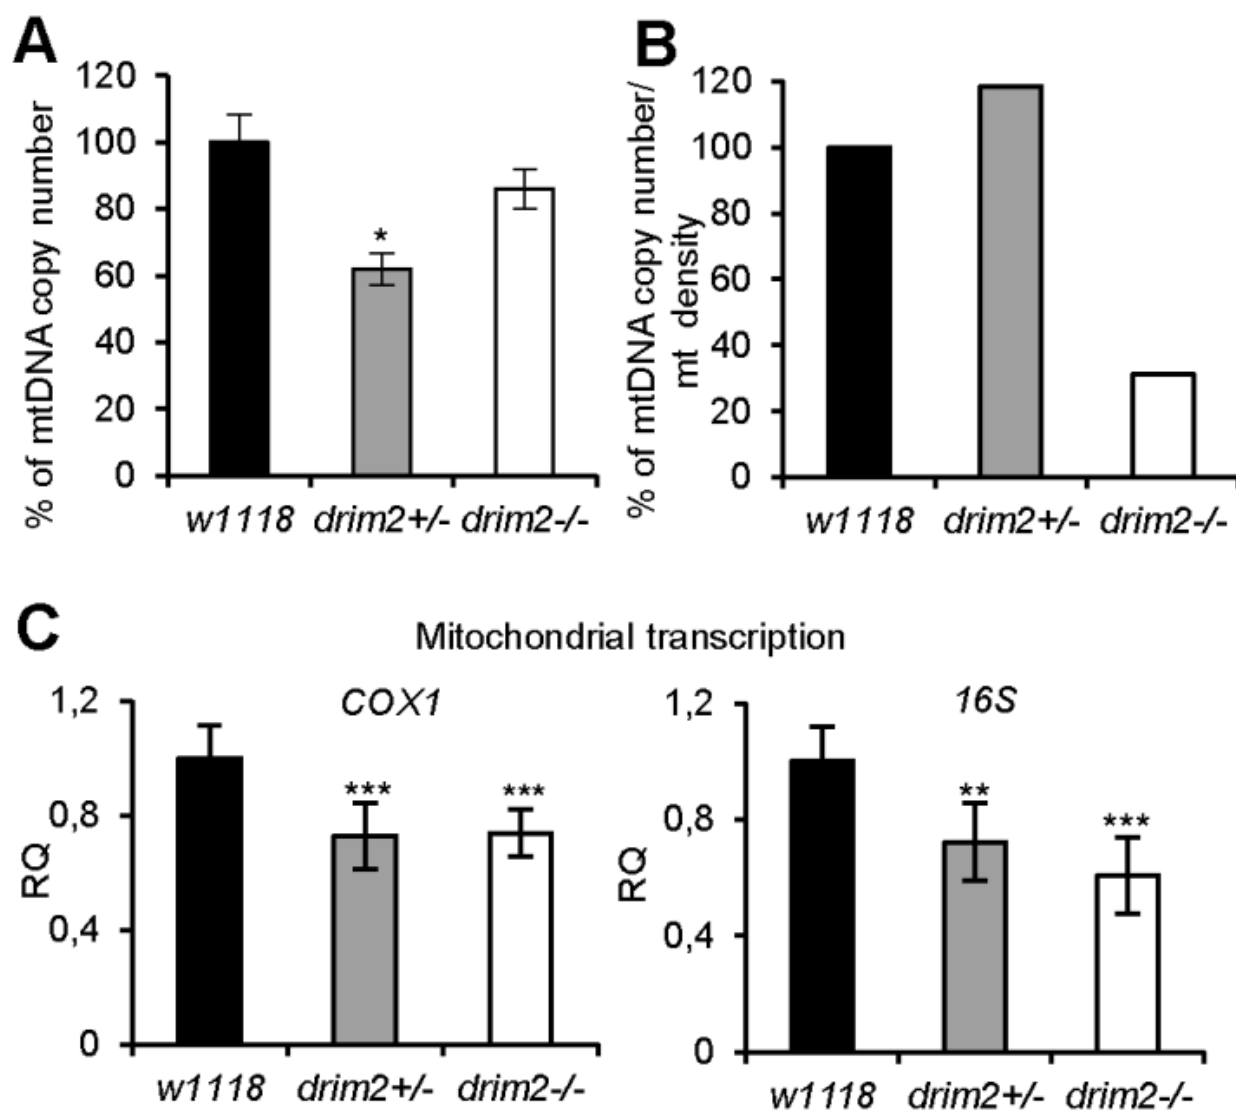 A
% of mtDNA copy number
120
100
80
60
40
20
0
*
w1118 drim2+/- drim2-/-
B
% of mtDNA copy number/
mt density
120
100
80
60
40
20
0
w1118 drim2+/- drim2-/-
C
Mitochondrial transcription
COX1
RQ
1,2
0,8
0,4
0
*** ***
w1118 drim2+/- drim2-/-
16S
RQ
1,2
0,8
0,4
0
** ***
w1118 drim2+/- drim2-/-